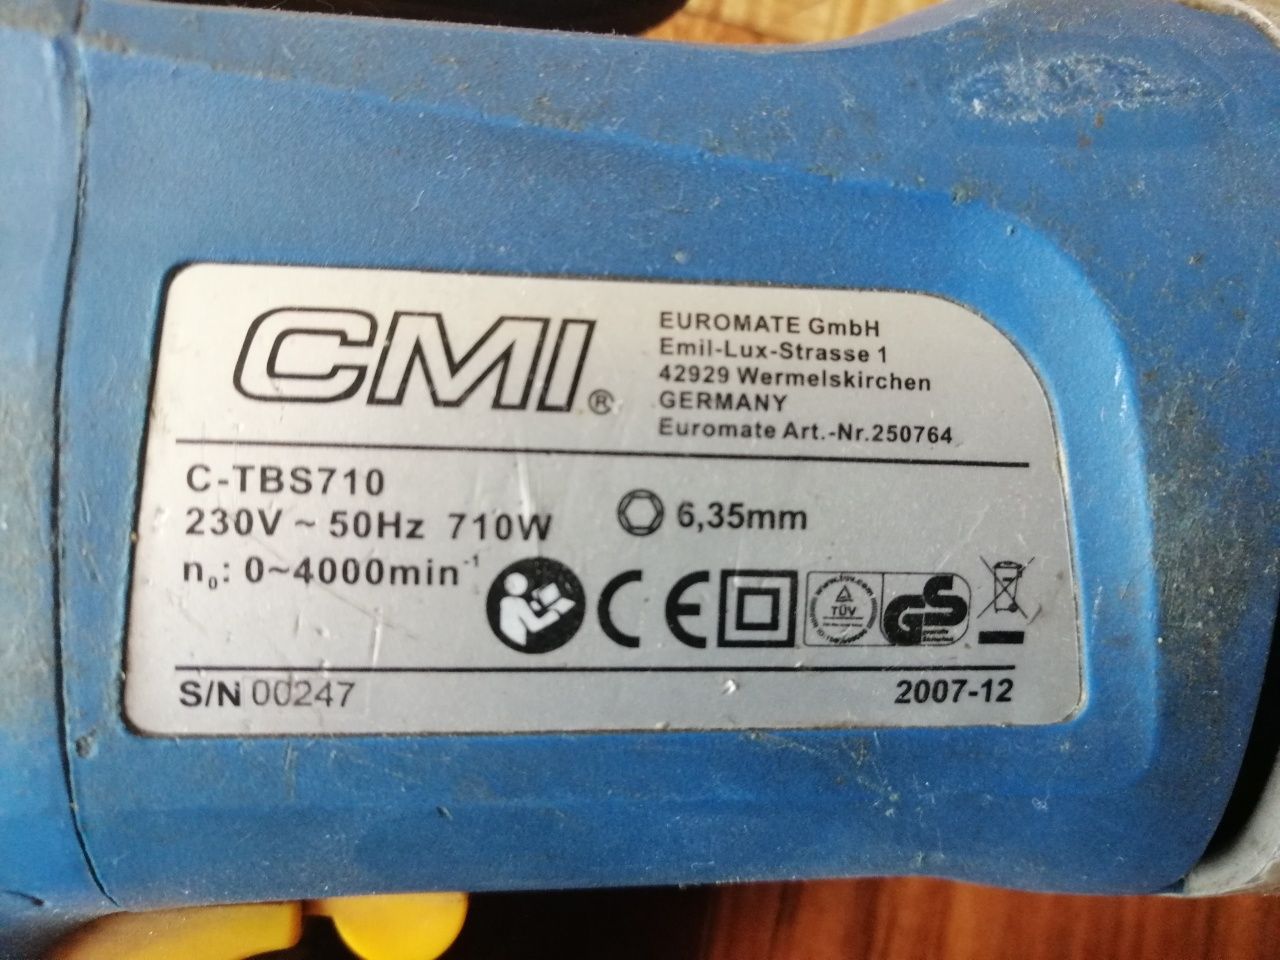 CMI®
EUROMATE GmbH
Emil-Lux-Strasse 1
42929 Wermelskirchen
GERMANY
Euromate Art.-Nr.250764
C-TBS710
230V ~ 50Hz 710W
6,35mm
n₀: 0~4000min⁻¹
CE
TÜV
GS
S/N 00247
2007-12